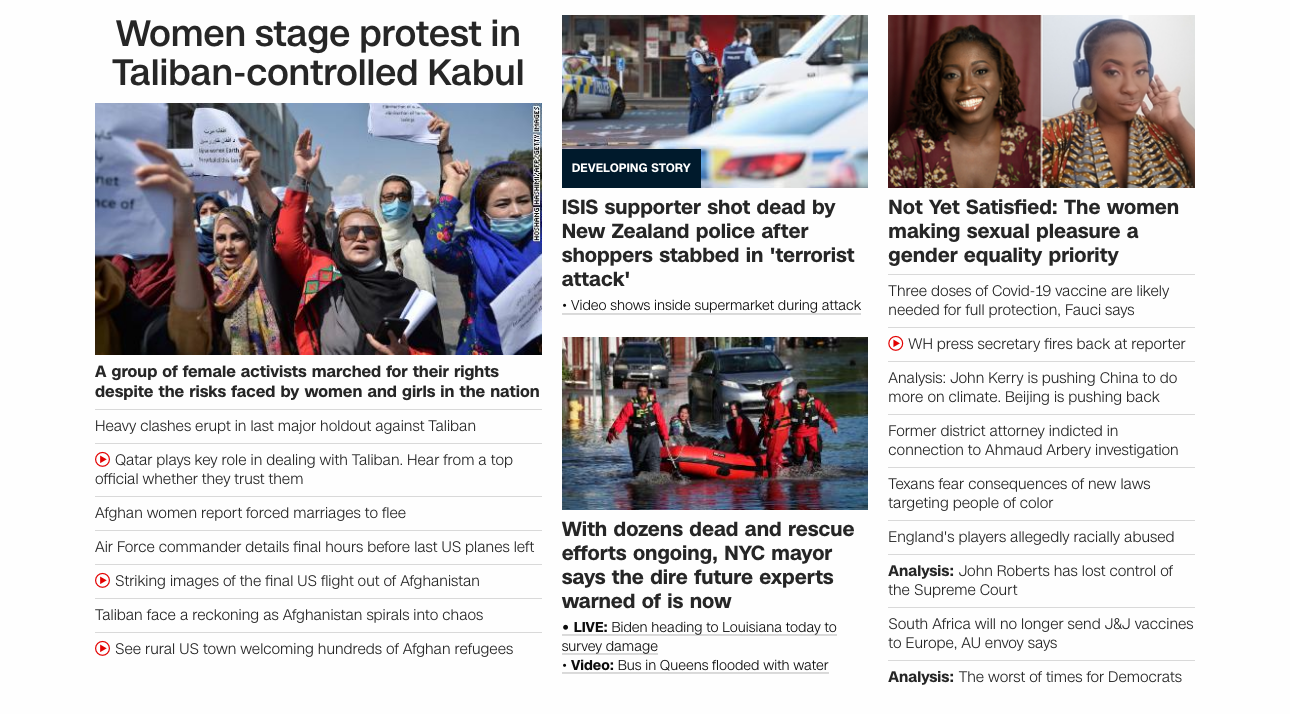 Women stage protest in
Taliban-controlled Kabul
HOSHANG HASHIMI/AFP/GETTY IMAGES
A group of female activists marched for their rights
despite the risks faced by women and girls in the nation
Heavy clashes erupt in last major holdout against Taliban
Qatar plays key role in dealing with Taliban. Hear from a top
official whether they trust them
Afghan women report forced marriages to flee
Air Force commander details final hours before last US planes left
Striking images of the final US flight out of Afghanistan
Taliban face a reckoning as Afghanistan spirals into chaos
See rural US town welcoming hundreds of Afghan refugees
DEVELOPING STORY
ISIS supporter shot dead by
New Zealand police after
shoppers stabbed in 'terrorist
attack'
• Video shows inside supermarket during attack
With dozens dead and rescue
efforts ongoing, NYC mayor
says the dire future experts
warned of is now
• LIVE: Biden heading to Louisiana today to
survey damage
• Video: Bus in Queens flooded with water
Not Yet Satisfied: The women
making sexual pleasure a
gender equality priority
Three doses of Covid-19 vaccine are likely
needed for full protection, Fauci says
WH press secretary fires back at reporter
Analysis: John Kerry is pushing China to do
more on climate. Beijing is pushing back
Former district attorney indicted in
connection to Ahmaud Arbery investigation
Texans fear consequences of new laws
targeting people of color
England's players allegedly racially abused
Analysis: John Roberts has lost control of
the Supreme Court
South Africa will no longer send J&J vaccines
to Europe, AU envoy says
Analysis: The worst of times for Democrats